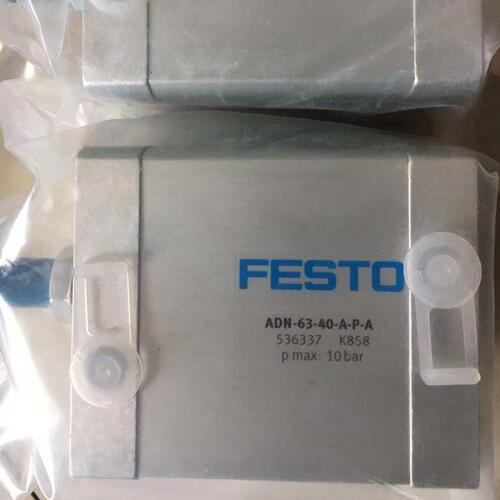 FESTO
ADN-63-40-A-P-A
536337 K858
p max: 10 bar